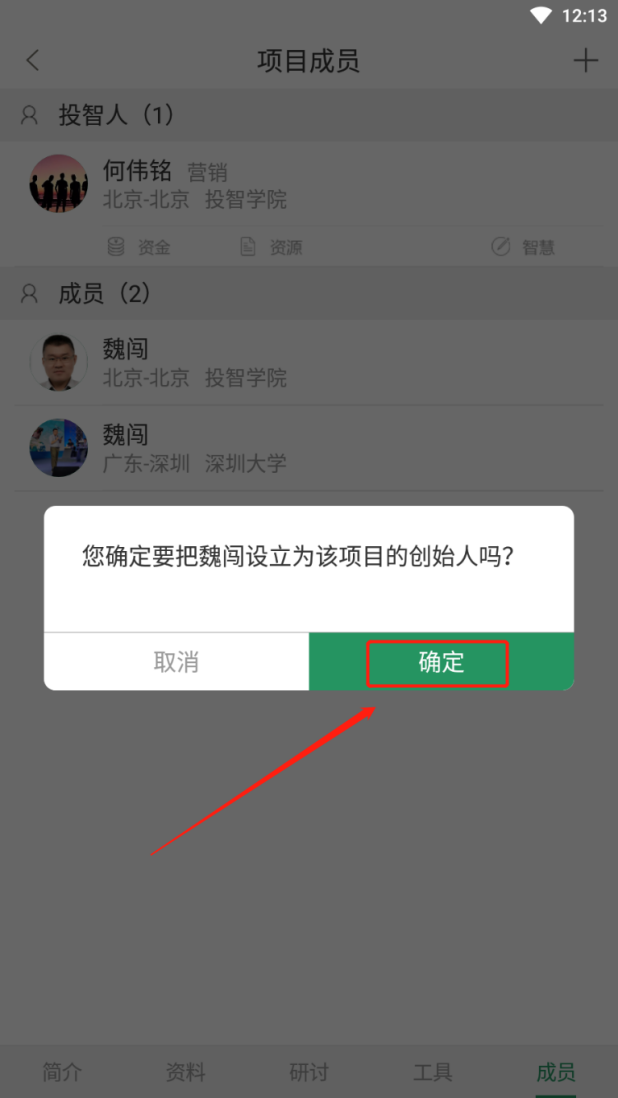 12:13
项目成员
投智人（1）
何伟铭 营销
北京-北京 投智学院
资金 资源 智慧
成员（2）
魏闯
北京-北京 投智学院
魏闯
广东-深圳 深圳大学
您确定要把魏闯设立为该项目的创始人吗？
取消 确定
简介 资料 研讨 工具 成员